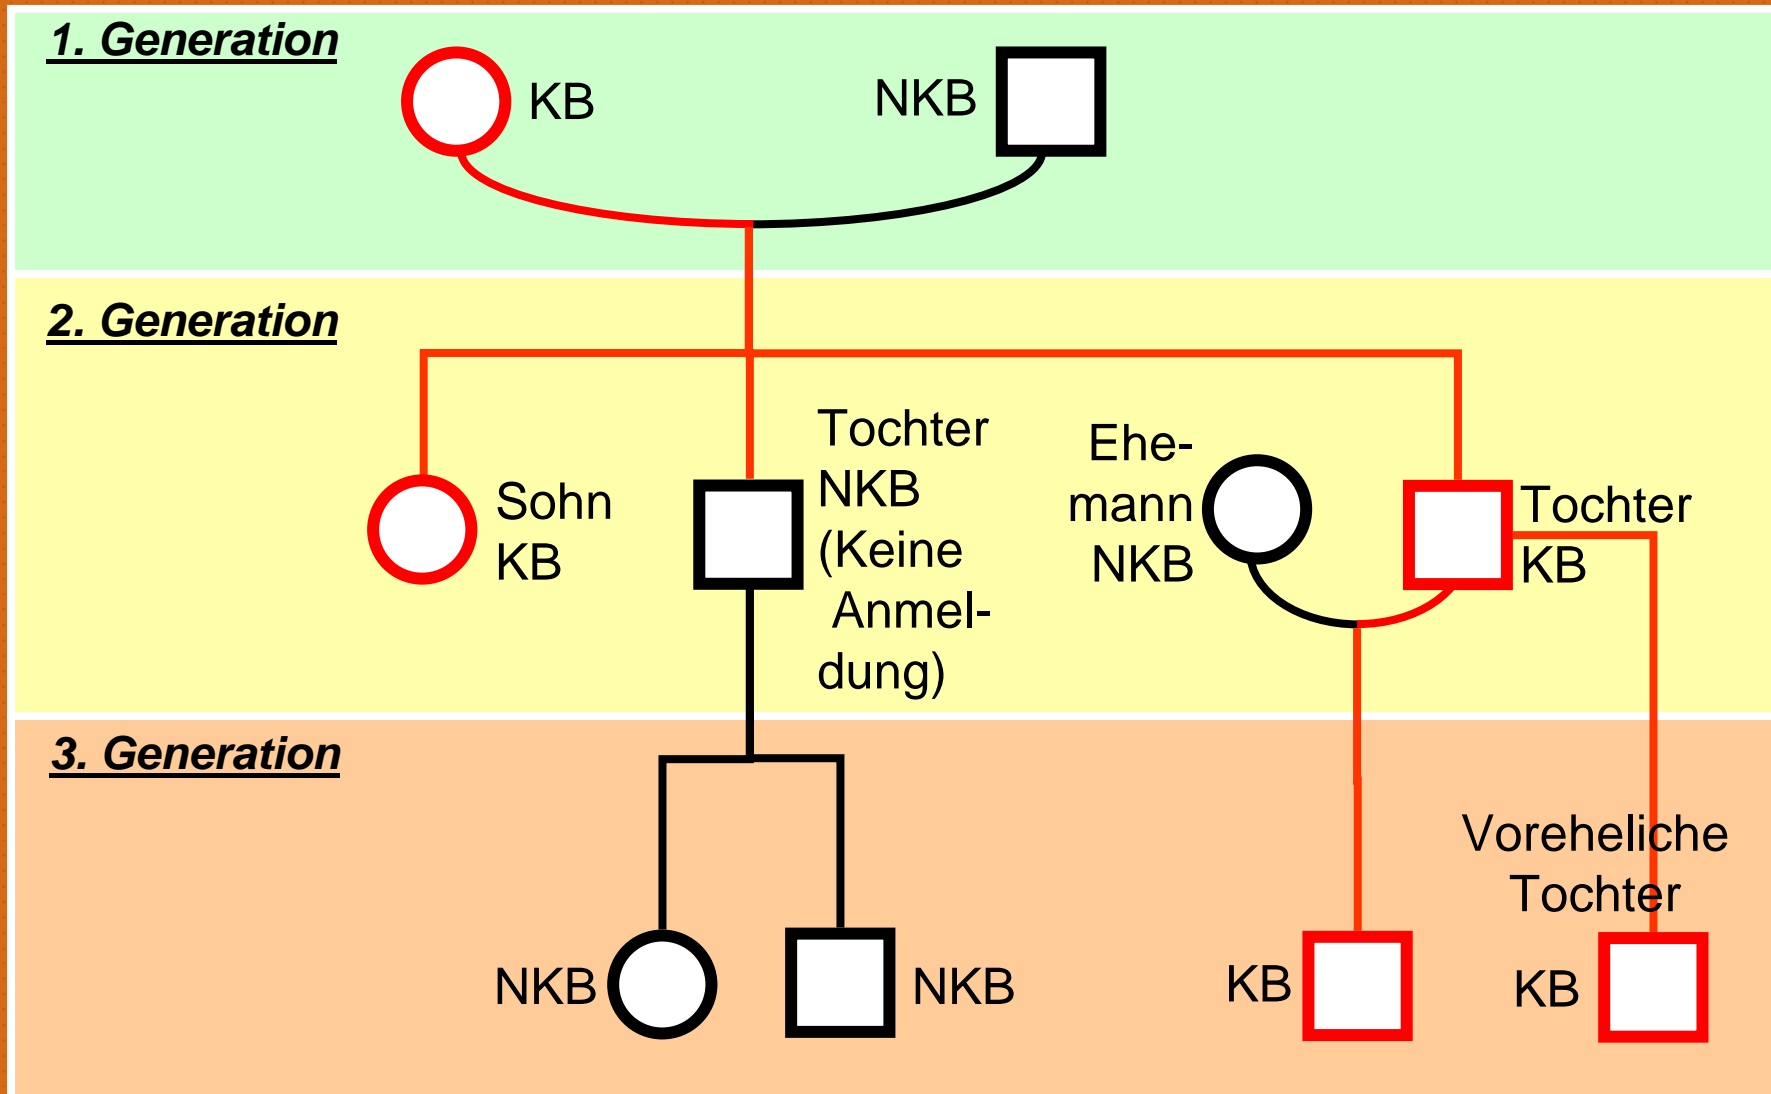 1. Generation
KB
NKB
2. Generation
Sohn
KB
Tochter
NKB
(Keine
Anmel-
dung)
Ehe-
mann
NKB
Tochter
KB
3. Generation
NKB
NKB
KB
Voreheliche
Tochter
KB